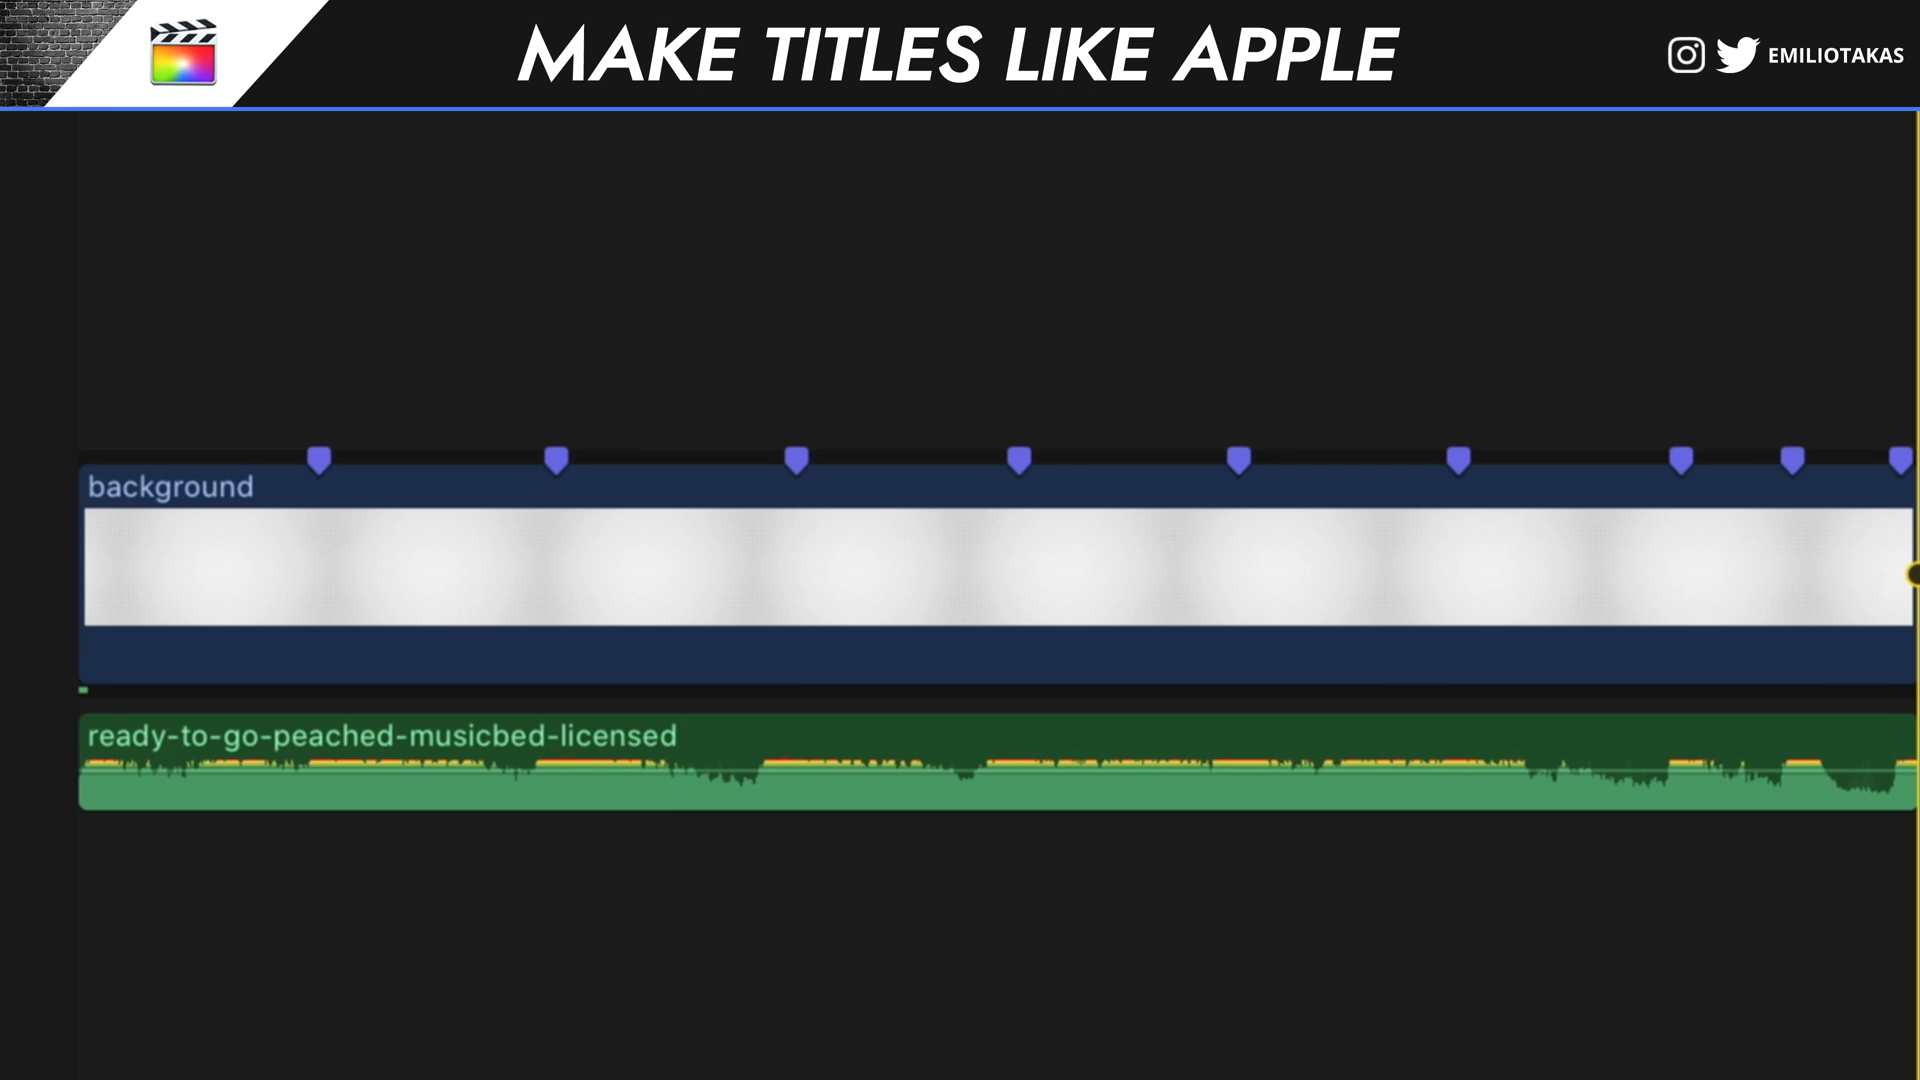 MAKE TITLES LIKE APPLE
EMILIOTAKAS
background
ready-to-go-peached-musicbed-licensed